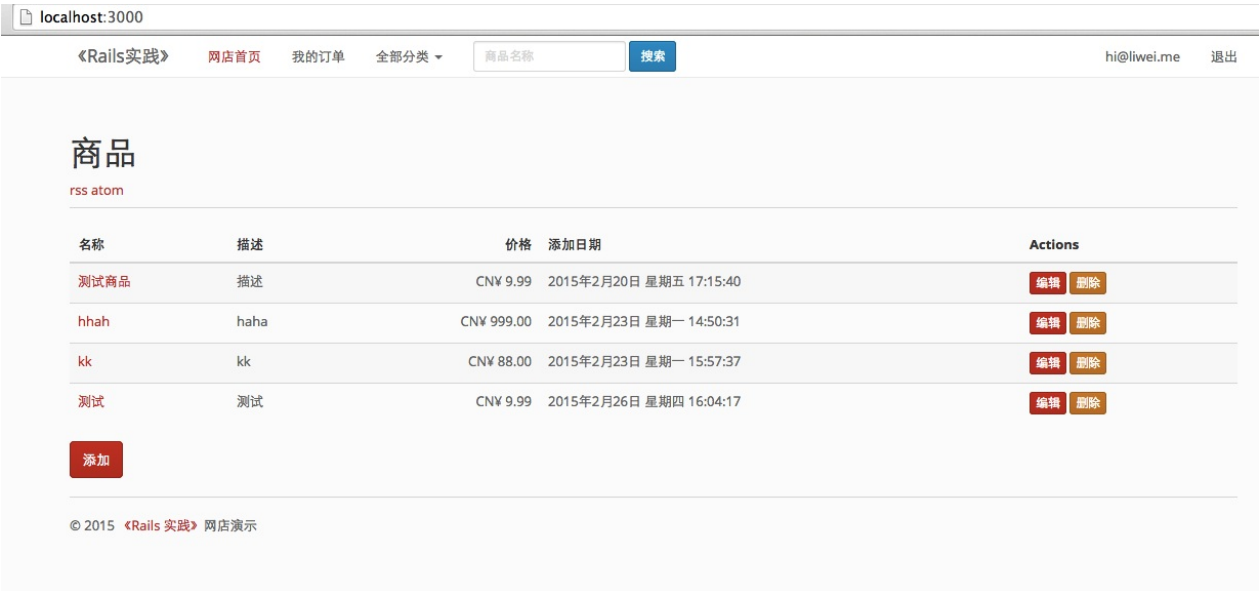 localhost:3000
《Rails实践》 网店首页 我的订单 全部分类 商品名称 搜索 hi@liwei.me 退出
商品
rss atom
名称 描述 价格 添加日期 Actions
测试商品 描述 CN¥ 9.99 2015年2月20日 星期五 17:15:40 编辑 删除
hhah haha CN¥ 999.00 2015年2月23日 星期一 14:50:31 编辑 删除
kk kk CN¥ 88.00 2015年2月23日 星期一 15:57:37 编辑 删除
测试 测试 CN¥ 9.99 2015年2月26日 星期四 16:04:17 编辑 删除
添加
© 2015 《Rails 实践》 网店演示